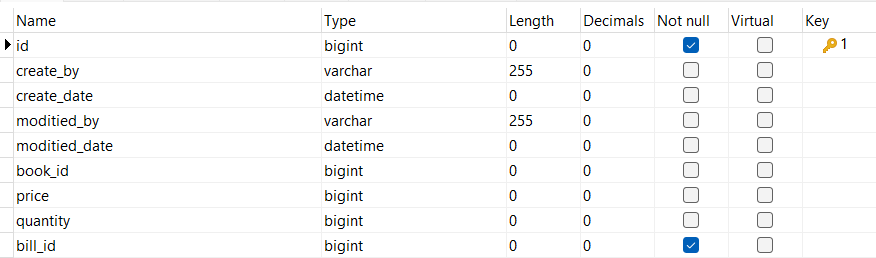 Name Type Length Decimals Not null Virtual Key
id bigint 0 0 1
create_by varchar 255 0
create_date datetime 0 0
moditied_by varchar 255 0
moditied_date datetime 0 0
book_id bigint 0 0
price bigint 0 0
quantity bigint 0 0
bill_id bigint 0 0